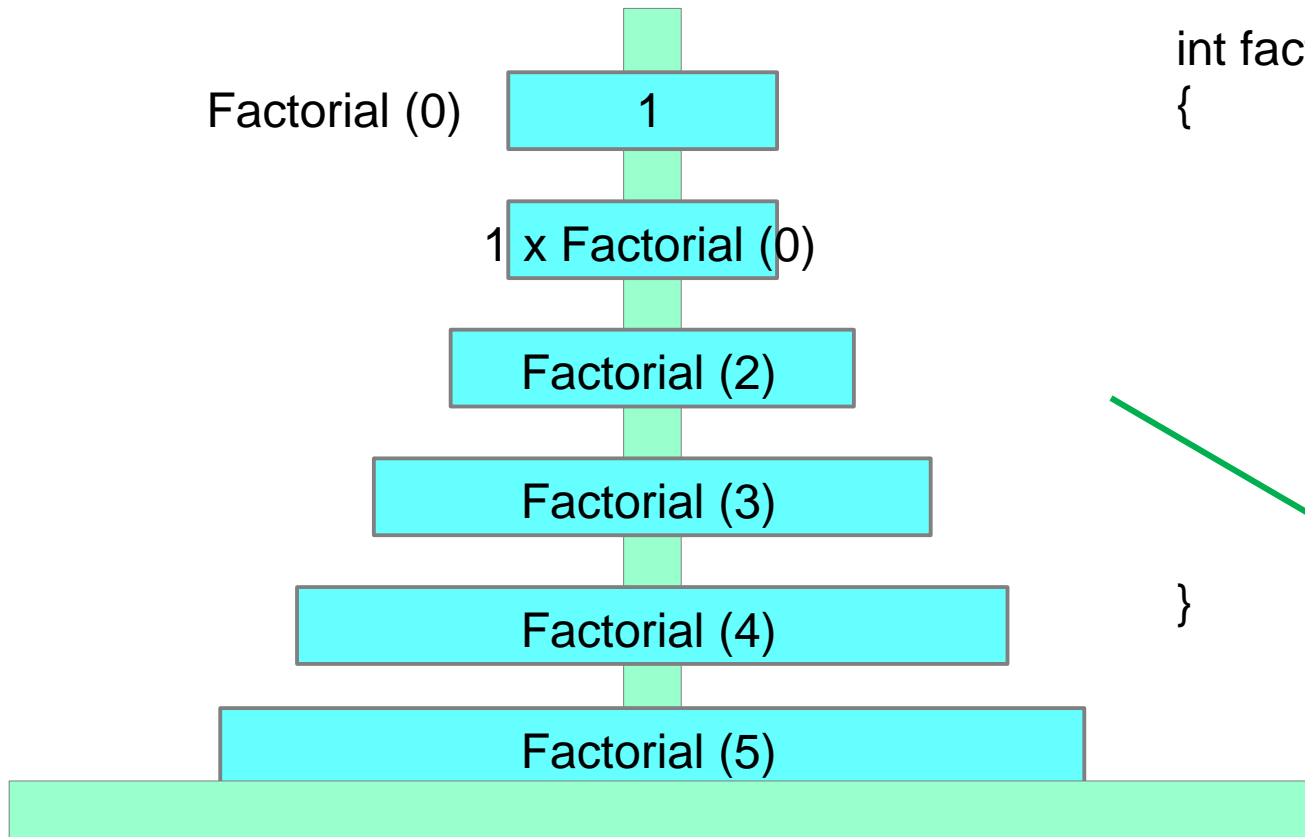 Factorial (0)
1
1 x Factorial (0)
Factorial (2)
Factorial (3)
Factorial (4)
Factorial (5)
int fac
{
}